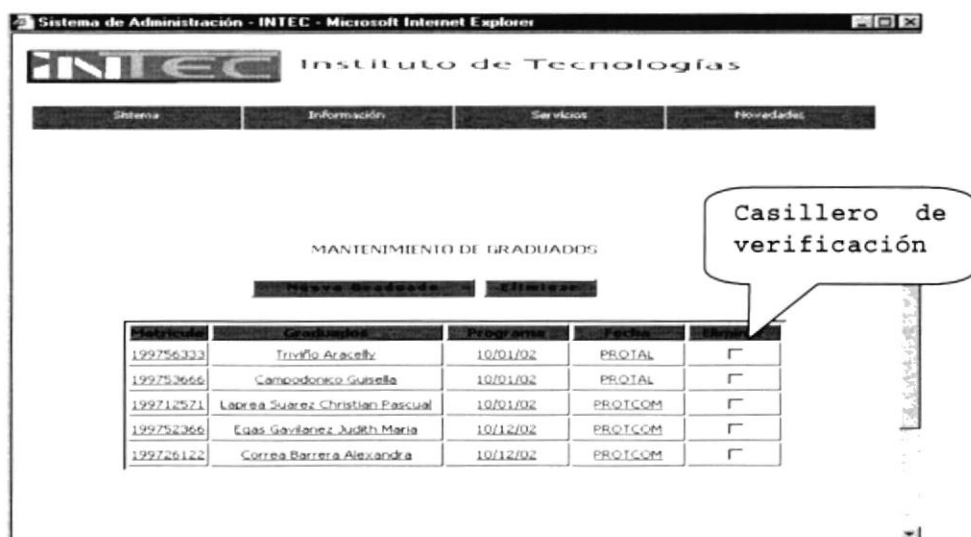 Sistema de Administración - INTEC - Microsoft Internet Explorer
INTEC Instituto de Tecnologías
Sistema Información Servicios Novedades
Casillero de
verificación
MANTENIMIENTO DE GRADUADOS
Nuevo Graduado Eliminar
Matricula Graduados Programa Fecha Eliminar
199756333 Triviño Aracelly 10/01/02 PROTAL
199753666 Campodonico Guisella 10/01/02 PROTAL
199712571 Laprea Suarez Christian Pascual 10/01/02 PROTCOM
199752366 Egas Gavilanez Judith Maria 10/12/02 PROTCOM
199726122 Correa Barrera Alexandra 10/12/02 PROTCOM